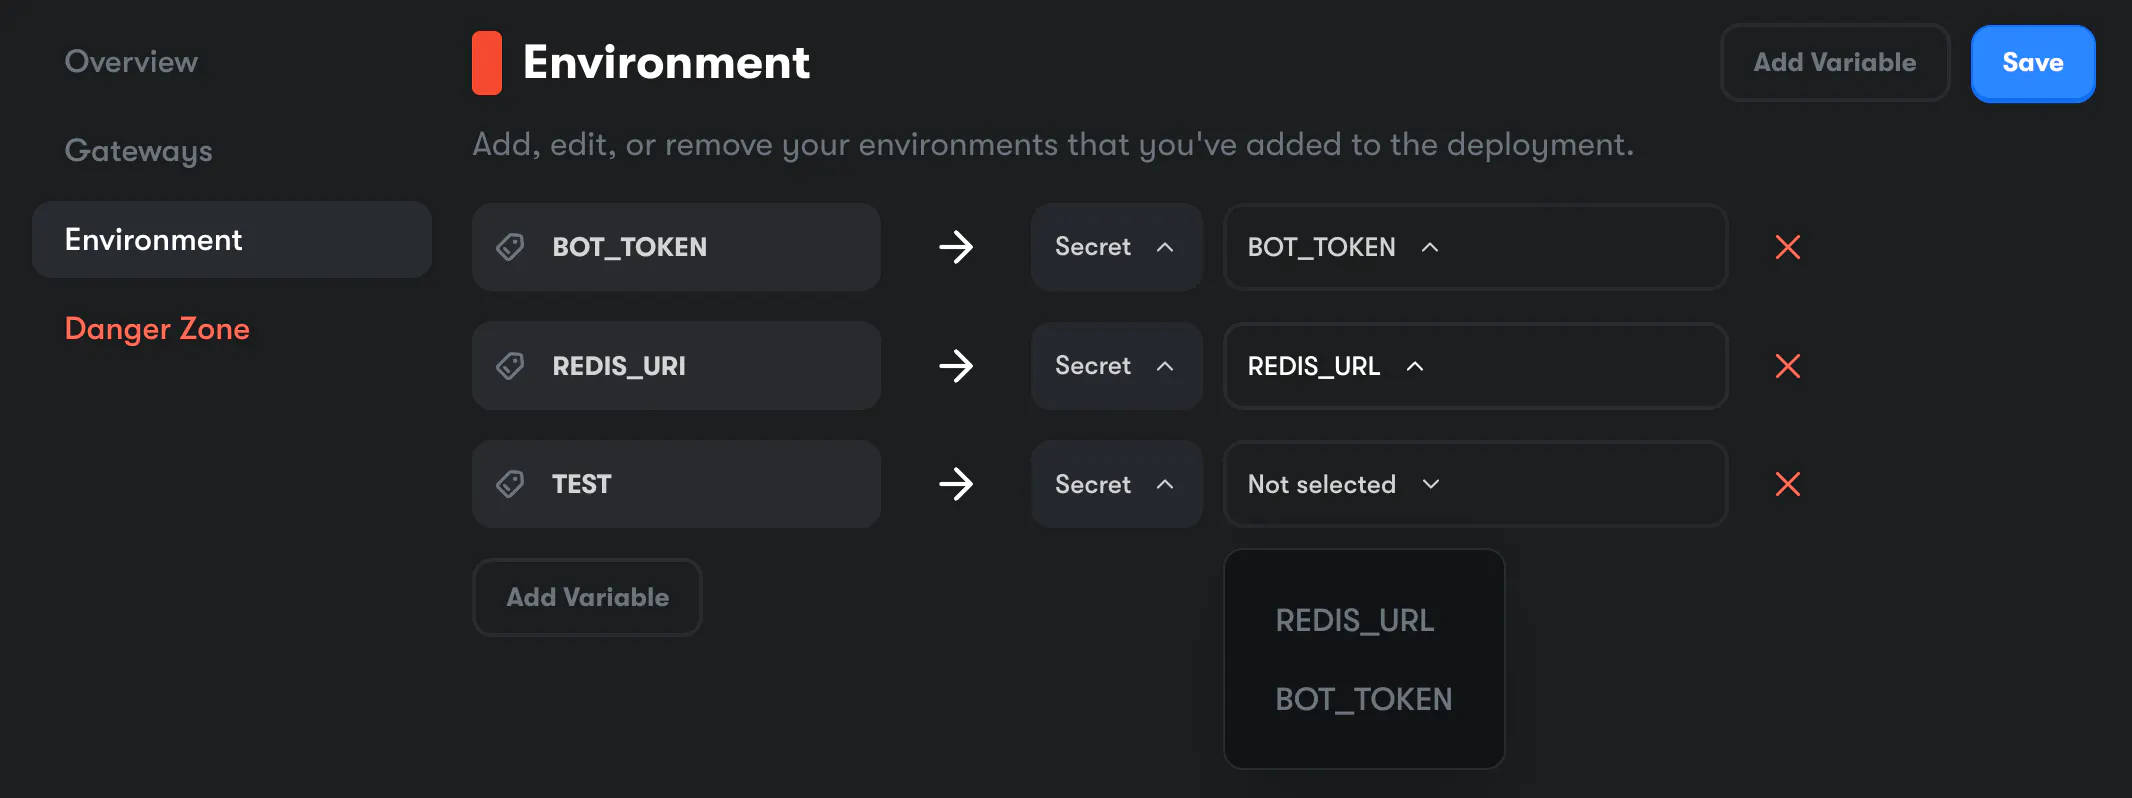 Overview
Gateways
Environment
Danger Zone
Environment
Add Variable
Save
Add, edit, or remove your environments that you've added to the deployment.
BOT_TOKEN
Secret
BOT_TOKEN
REDIS_URI
Secret
REDIS_URL
TEST
Secret
Not selected
Add Variable
REDIS_URL
BOT_TOKEN